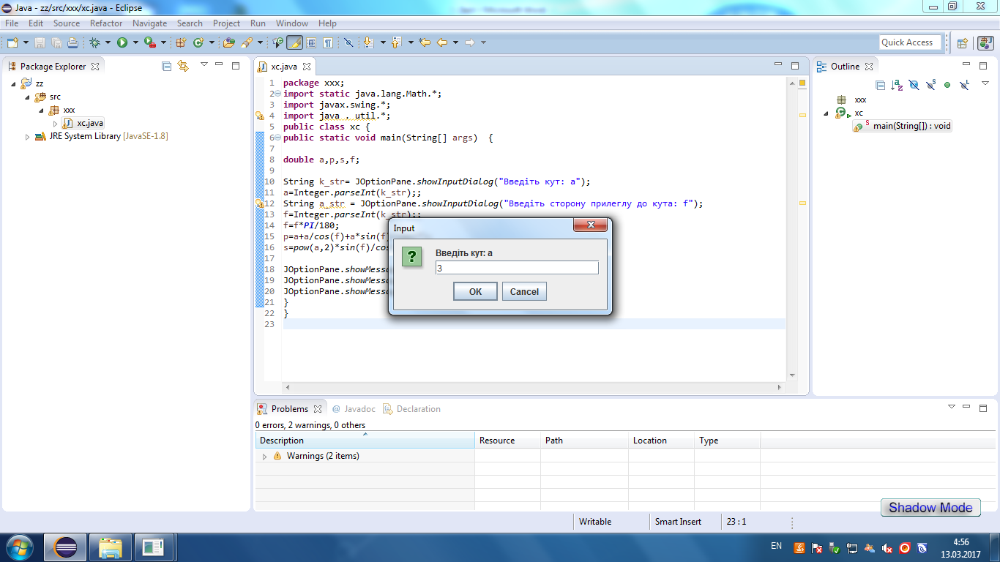 Java - zz/src/xxx/xc.java - Eclipse
File Edit Source Refactor Navigate Search Project Run Window Help
Quick Access
Package Explorer
zz
src
xxx
xc.java
JRE System Library [JavaSE-1.8]
xc.java
1 package xxx;
2 import static java.lang.Math.*;
3 import javax.swing.*;
4 import java . util.*;
5 public class xc {
6 public static void main(String[] args) {
7
8 double a,p,s,f;
9
10 String k_str= JOptionPane.showInputDialog("Введіть кут: a");
11 a=Integer.parseInt(k_str);;
12 String a_str = JOptionPane.showInputDialog("Введіть сторону прилеглу до кута: f");
13 f=Integer.parseInt(k_str);;
14 f=f*PI/180;
15 p=a+a/cos(f)+a*sin(f)
16 s=pow(a,2)*sin(f)/cos
17
18 JOptionPane.showMess
19 JOptionPane.showMess
20 JOptionPane.showMess
21 }
22 }
23
Input
Введіть кут: a
3
OK Cancel
Outline
xxx
xc
main(String[]) : void
Problems @ Javadoc Declaration
0 errors, 2 warnings, 0 others
Description Resource Path Location Type
Warnings (2 items)
Shadow Mode
Writable Smart Insert 23 : 1
EN
4:56
13.03.2017